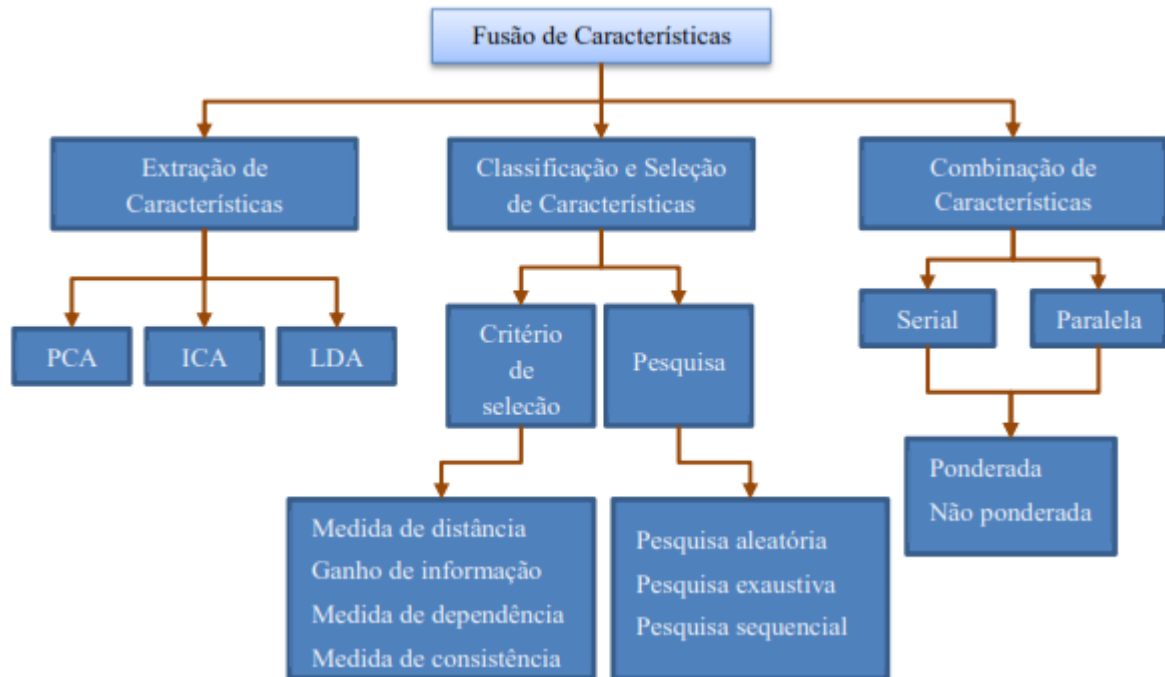 Fusão de Características
Extração de
Características
Classificação e Seleção
de Características
Combinação de
Características
PCA
ICA
LDA
Critério
de
selecão
Pesquisa
Serial
Paralela
Ponderada
Não ponderada
Medida de distância
Ganho de informação
Medida de dependência
Medida de consistência
Pesquisa aleatória
Pesquisa exaustiva
Pesquisa sequencial